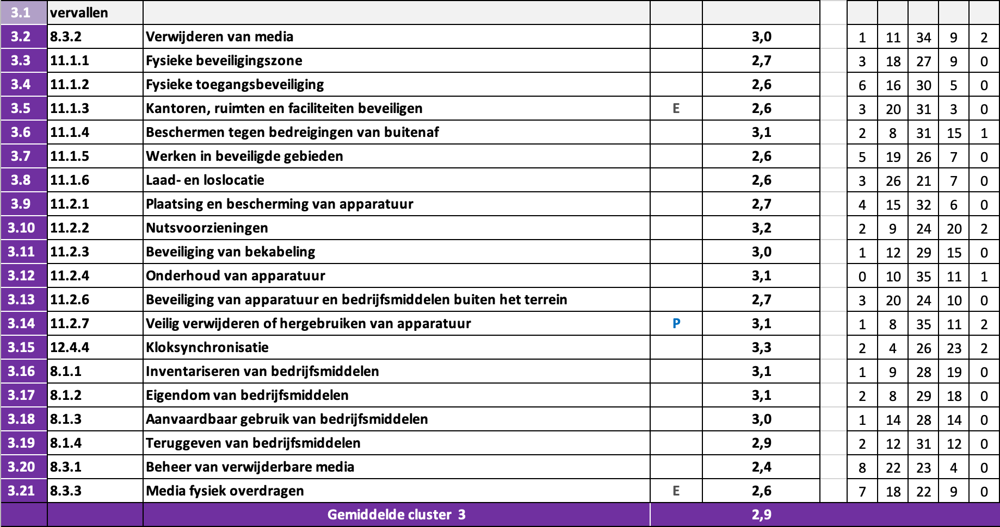 3.1 vervallen
3.2 8.3.2 Verwijderen van media 3,0 1 11 34 9 2
3.3 11.1.1 Fysieke beveiligingszone 2,7 3 18 27 9 0
3.4 11.1.2 Fysieke toegangsbeveiliging 2,6 6 16 30 5 0
3.5 11.1.3 Kantoren, ruimten en faciliteiten beveiligen E 2,6 3 20 31 3 0
3.6 11.1.4 Beschermen tegen bedreigingen van buitenaf 3,1 2 8 31 15 1
3.7 11.1.5 Werken in beveiligde gebieden 2,6 5 19 26 7 0
3.8 11.1.6 Laad- en loslocatie 2,6 3 26 21 7 0
3.9 11.2.1 Plaatsing en bescherming van apparatuur 2,7 4 15 32 6 0
3.10 11.2.2 Nutsvoorzieningen 3,2 2 9 24 20 2
3.11 11.2.3 Beveiliging van bekabeling 3,0 1 12 29 15 0
3.12 11.2.4 Onderhoud van apparatuur 3,1 0 10 35 11 1
3.13 11.2.6 Beveiliging van apparatuur en bedrijfsmiddelen buiten het terrein 2,7 3 20 24 10 0
3.14 11.2.7 Veilig verwijderen of hergebruiken van apparatuur P 3,1 1 8 35 11 2
3.15 12.4.4 Kloksynchronisatie 3,3 2 4 26 23 2
3.16 8.1.1 Inventariseren van bedrijfsmiddelen 3,1 1 9 28 19 0
3.17 8.1.2 Eigendom van bedrijfsmiddelen 3,1 2 8 29 18 0
3.18 8.1.3 Aanvaardbaar gebruik van bedrijfsmiddelen 3,0 1 14 28 14 0
3.19 8.1.4 Teruggeven van bedrijfsmiddelen 2,9 2 12 31 12 0
3.20 8.3.1 Beheer van verwijderbare media 2,4 8 22 23 4 0
3.21 8.3.3 Media fysiek overdragen E 2,6 7 18 22 9 0
Gemiddelde cluster 3 2,9